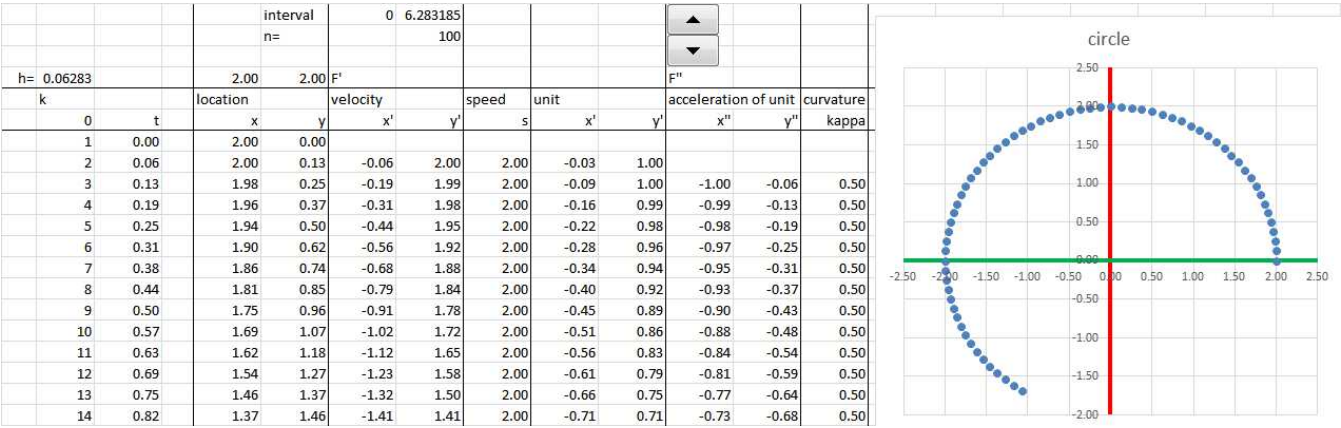 interval 0 6.283185
n= 100
h= 0.06283 2.00 2.00 F' F"
k location velocity speed unit acceleration of unit curvature
0 t x y x' y' s x' y' x" y" kappa
1 0.00 2.00 0.00
2 0.06 2.00 0.13 -0.06 2.00 2.00 -0.03 1.00
3 0.13 1.98 0.25 -0.19 1.99 2.00 -0.09 1.00 -1.00 -0.06 0.50
4 0.19 1.96 0.37 -0.31 1.98 2.00 -0.16 0.99 -0.99 -0.13 0.50
5 0.25 1.94 0.50 -0.44 1.95 2.00 -0.22 0.98 -0.98 -0.19 0.50
6 0.31 1.90 0.62 -0.56 1.92 2.00 -0.28 0.96 -0.97 -0.25 0.50
7 0.38 1.86 0.74 -0.68 1.88 2.00 -0.34 0.94 -0.95 -0.31 0.50
8 0.44 1.81 0.85 -0.79 1.84 2.00 -0.40 0.92 -0.93 -0.37 0.50
9 0.50 1.75 0.96 -0.91 1.78 2.00 -0.45 0.89 -0.90 -0.43 0.50
10 0.57 1.69 1.07 -1.02 1.72 2.00 -0.51 0.86 -0.88 -0.48 0.50
11 0.63 1.62 1.18 -1.12 1.65 2.00 -0.56 0.83 -0.84 -0.54 0.50
12 0.69 1.54 1.27 -1.23 1.58 2.00 -0.61 0.79 -0.81 -0.59 0.50
13 0.75 1.46 1.37 -1.32 1.50 2.00 -0.66 0.75 -0.77 -0.64 0.50
14 0.82 1.37 1.46 -1.41 1.41 2.00 -0.71 0.71 -0.73 -0.68 0.50
circle
2.50
2.00
1.50
1.00
0.50
0.00
-2.50 -2.00 -1.50 -1.00 -0.50 0.00 0.50 1.00 1.50 2.00 2.50
-0.50
-1.00
-1.50
-2.00